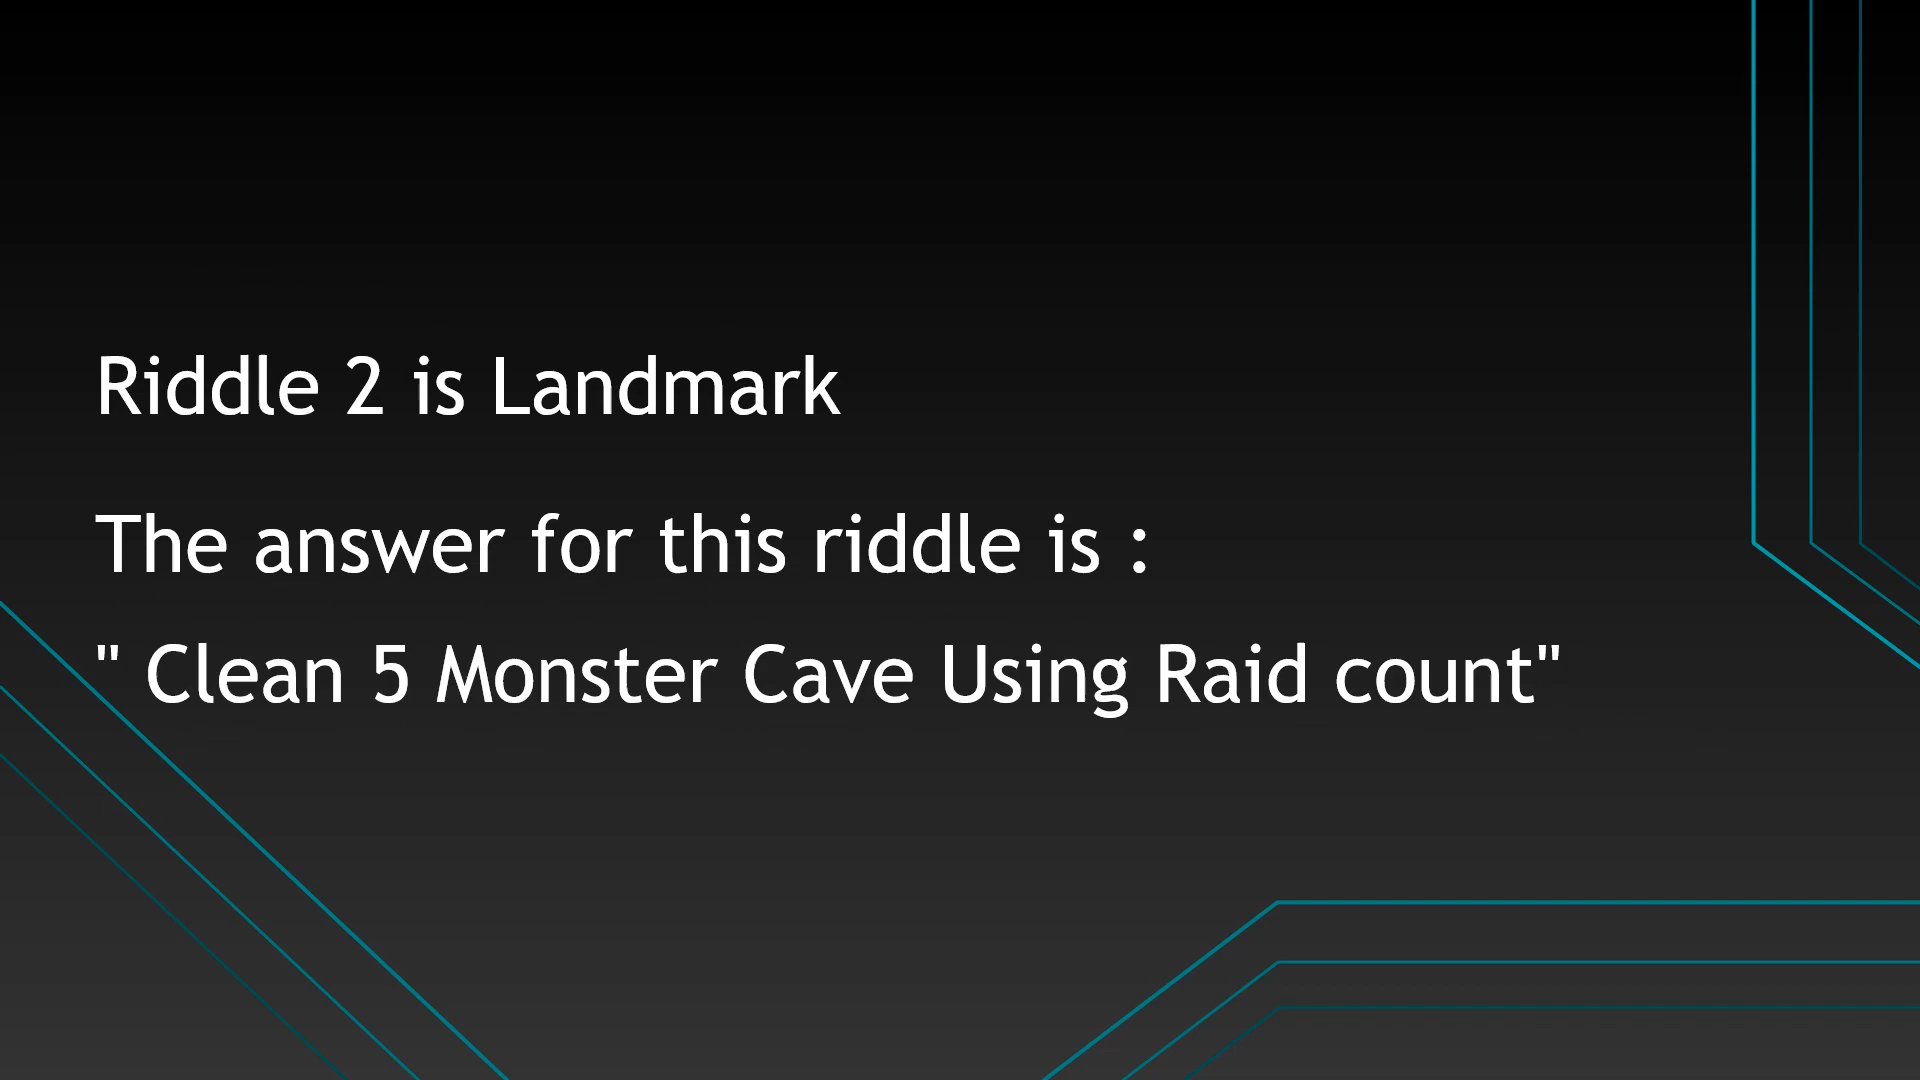 Riddle 2 is Landmark
The answer for this riddle is :
" Clean 5 Monster Cave Using Raid count"